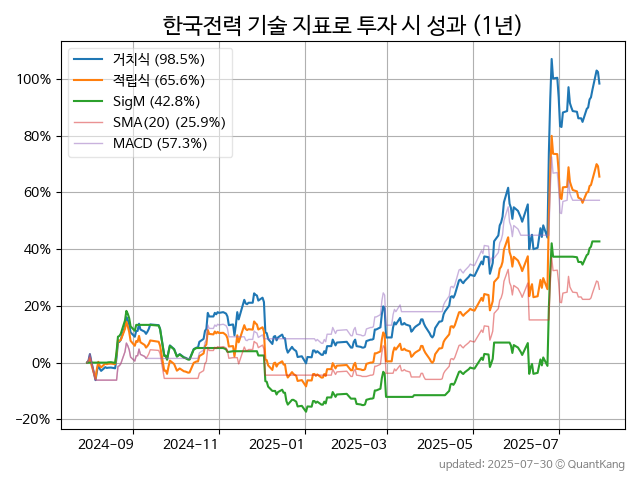 한국전력 기술 지표로 투자 시 성과 (1년)
거치식 (98.5%)
적립식 (65.6%)
SigM (42.8%)
SMA(20) (25.9%)
MACD (57.3%)
100%
80%
60%
40%
20%
0%
−20%
2024-09 2024-11 2025-01 2025-03 2025-05 2025-07
updated: 2025-07-30 © QuantKang